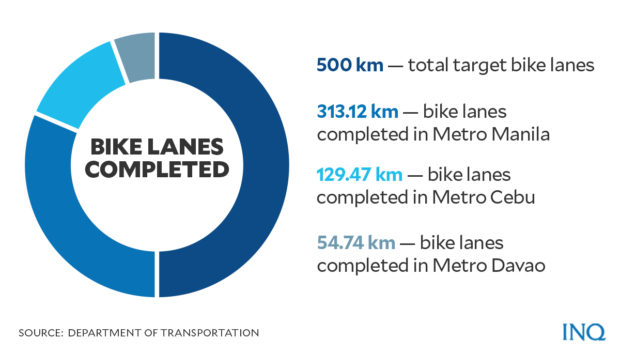 BIKE LANES
COMPLETED
500 km — total target bike lanes
313.12 km — bike lanes
completed in Metro Manila
129.47 km — bike lanes
completed in Metro Cebu
54.74 km — bike lanes
completed in Metro Davao
SOURCE: DEPARTMENT OF TRANSPORTATION
INQ